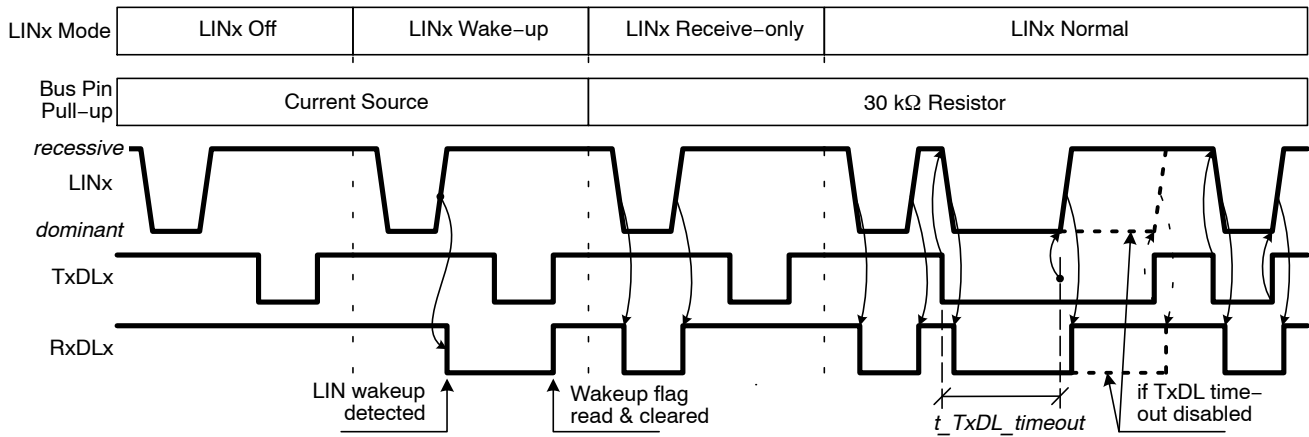 LINx Mode
LINx Off
LINx Wake−up
LINx Receive−only
LINx Normal
Bus Pin
Pull−up
Current Source
30 kΩ Resistor
recessive
LINx
dominant
TxDLx
RxDLx
LIN wakeup
detected
Wakeup flag
read & cleared
t_TxDL_timeout
if TxDL time−
out disabled